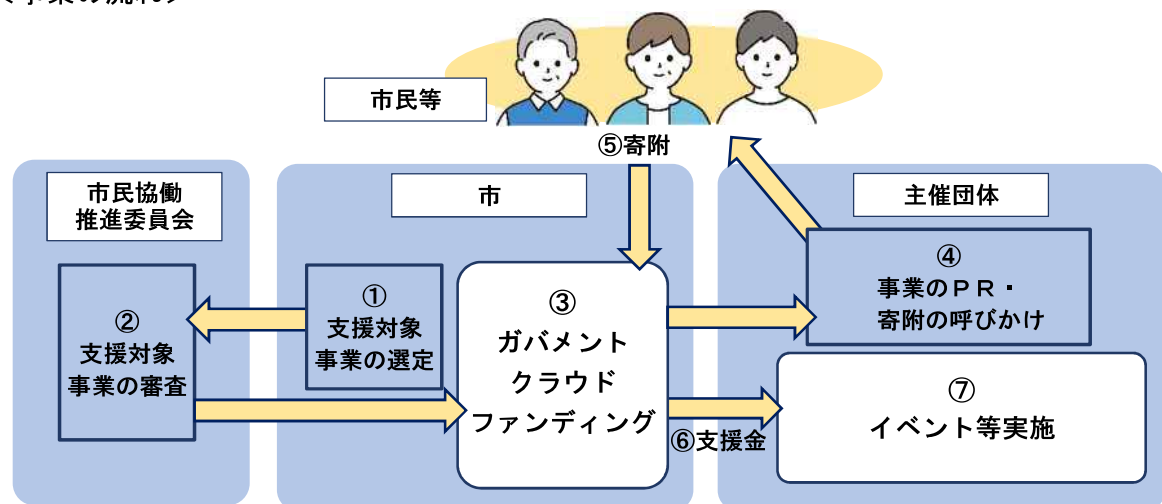 市民等
⑤寄附
市民協働
推進委員会
市
主催団体
①
支援対象
事業の選定
②
支援対象
事業の審査
③
ガバメント
クラウド
ファンディング
④
事業のＰＲ・
寄附の呼びかけ
⑥支援金
⑦
イベント等実施